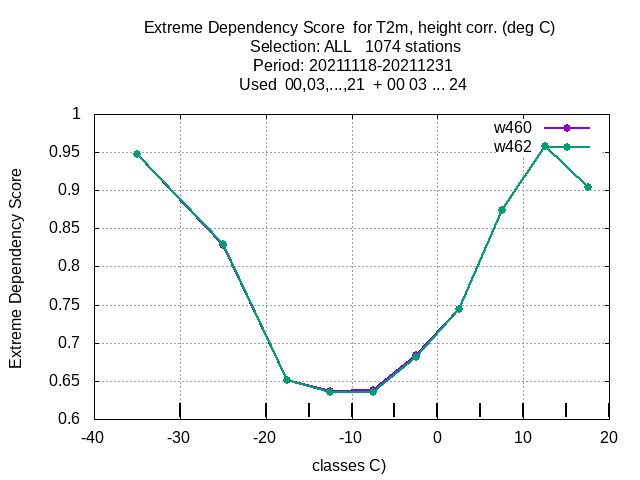 Extreme Dependency Score  for T2m, height corr. (deg C)
Selection: ALL   1074 stations
Period: 20211118-20211231
Used  00,03,...,21  + 00 03 ... 24
w460
w462
1
0.95
0.9
0.85
0.8
0.75
0.7
0.65
0.6
Extreme Dependency Score
-40 -30 -20 -10 0 10 20
classes C)